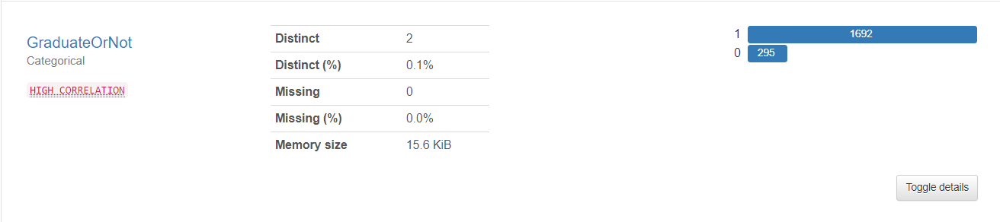 GraduateOrNot
Categorical
HIGH CORRELATION
Distinct 2
Distinct (%) 0.1%
Missing 0
Missing (%) 0.0%
Memory size 15.6 KiB
1 1692
0 295
Toggle details